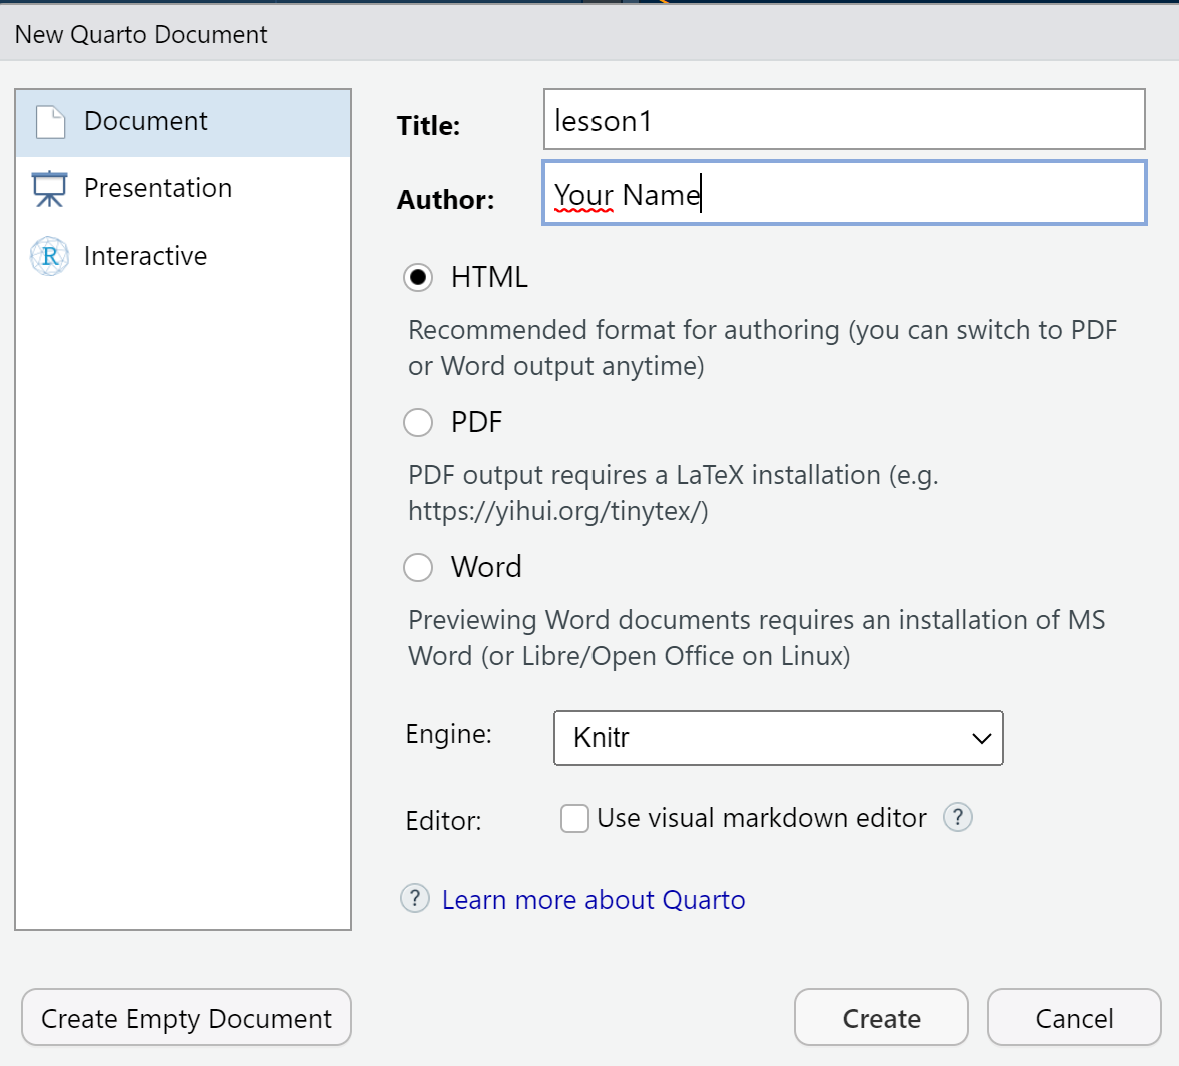 New Quarto Document
Document
Presentation
R
Interactive
Title:
lesson1
Author:
Your Name
HTML
Recommended format for authoring (you can switch to PDF
or Word output anytime)
PDF
PDF output requires a LaTeX installation (e.g.
https://yihui.org/tinytex/)
Word
Previewing Word documents requires an installation of MS
Word (or Libre/Open Office on Linux)
Engine:
Knitr
Editor:
Use visual markdown editor ?
? Learn more about Quarto
Create Empty Document
Create
Cancel